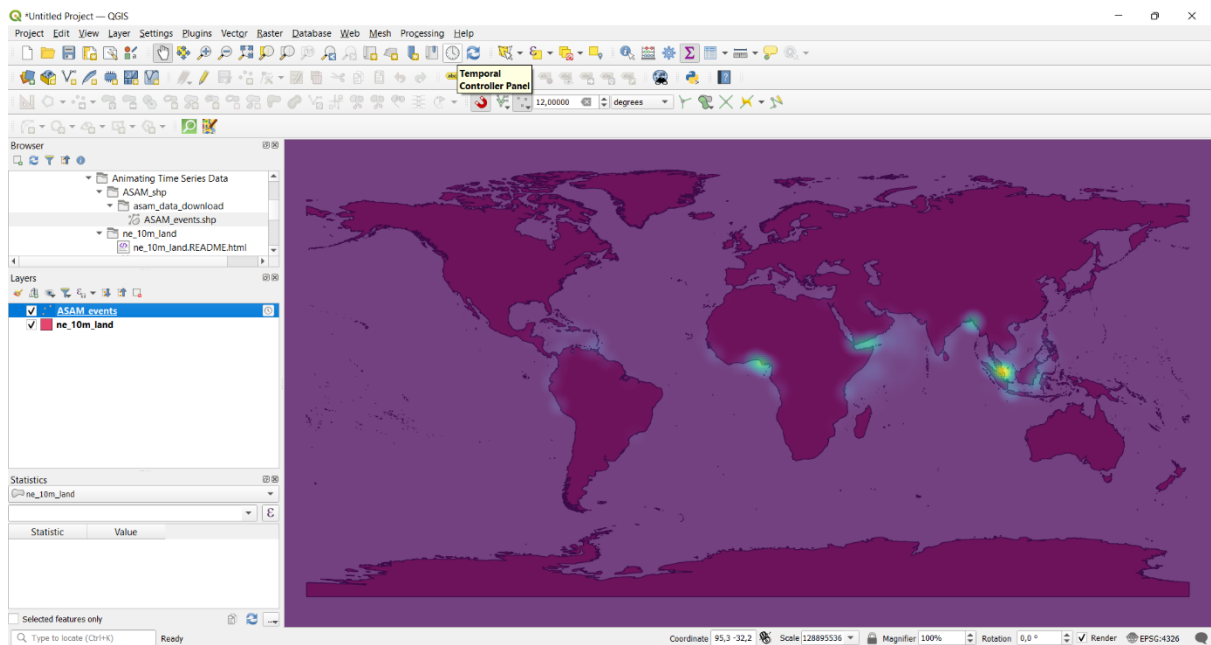 *Untitled Project — QGIS
Project Edit View Layer Settings Plugins Vector Raster Database Web Mesh Processing Help
Temporal
Controller Panel
12,00000 degrees
Browser
Animating Time Series Data
ASAM_shp
asam_data_download
ASAM_events.shp
ne_10m_land
ne_10m_land.README.html
Layers
ASAM_events
ne_10m_land
Statistics
ne_10m_land
Statistic Value
Selected features only
Type to locate (Ctrl+K) Ready Coordinate 95,3 -32,2 Scale 128895536 Magnifier 100% Rotation 0,0 ° Render EPSG:4326